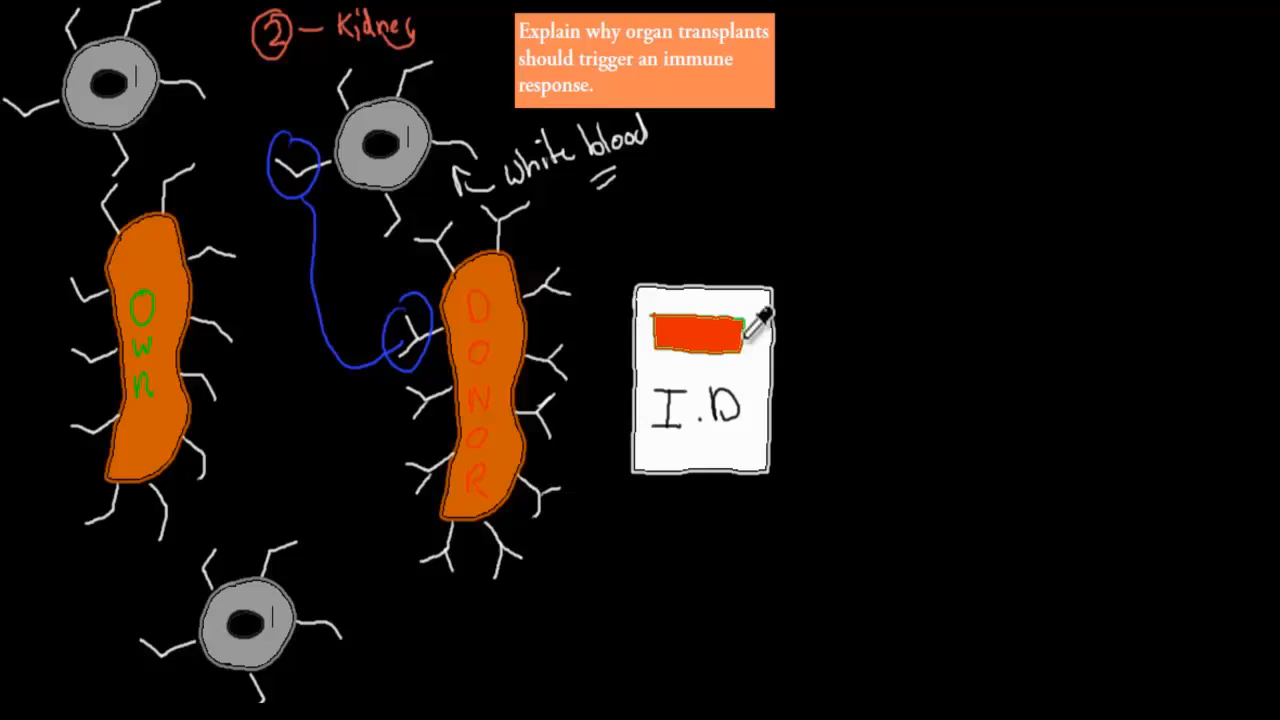 ② - Kidney
Explain why organ transplants
should trigger an immune
response.
white blood
Own
DONOR
I.D